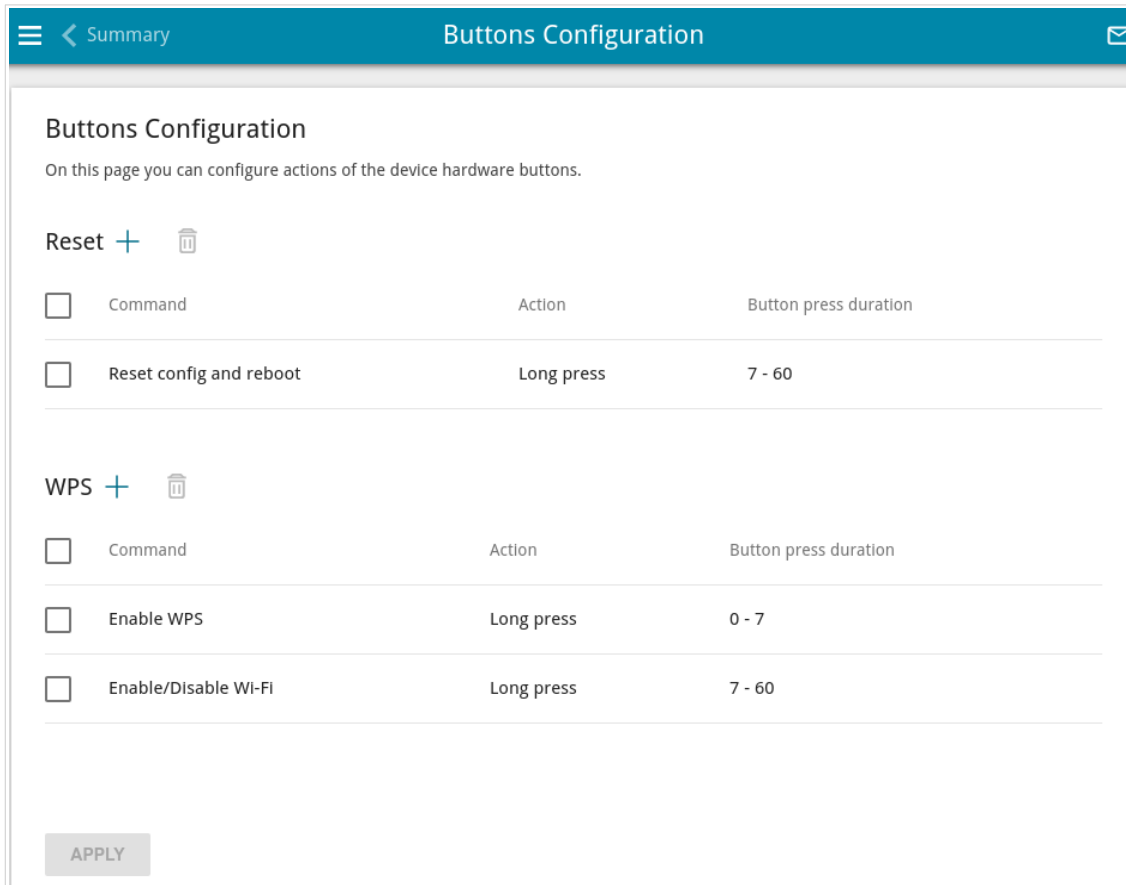 Summary
Buttons Configuration
Buttons Configuration
On this page you can configure actions of the device hardware buttons.
Reset
Command Action Button press duration
Reset config and reboot Long press 7 - 60
WPS
Command Action Button press duration
Enable WPS Long press 0 - 7
Enable/Disable Wi-Fi Long press 7 - 60
APPLY